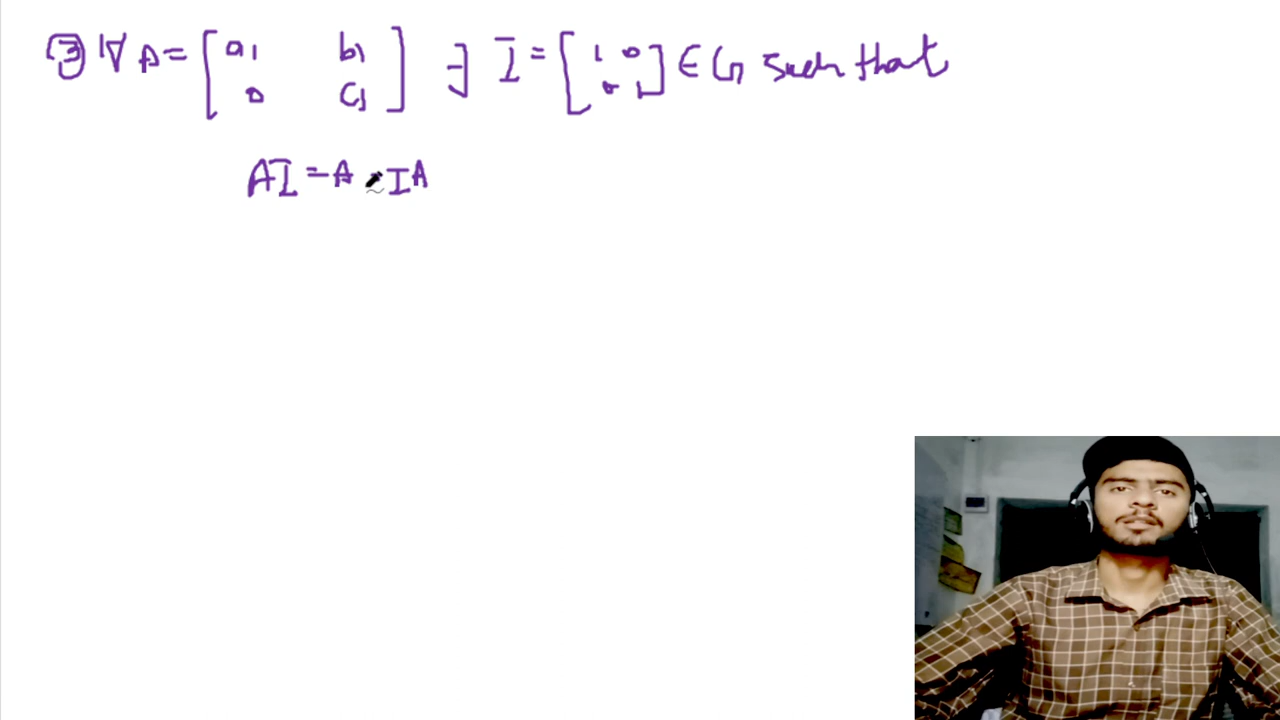 ③ ∀ A = [ a₁ b₁ ; 0 c₁ ] ∃ I = [ 1 0 ; 0 1 ] ∈ G such that
AI = A = IA